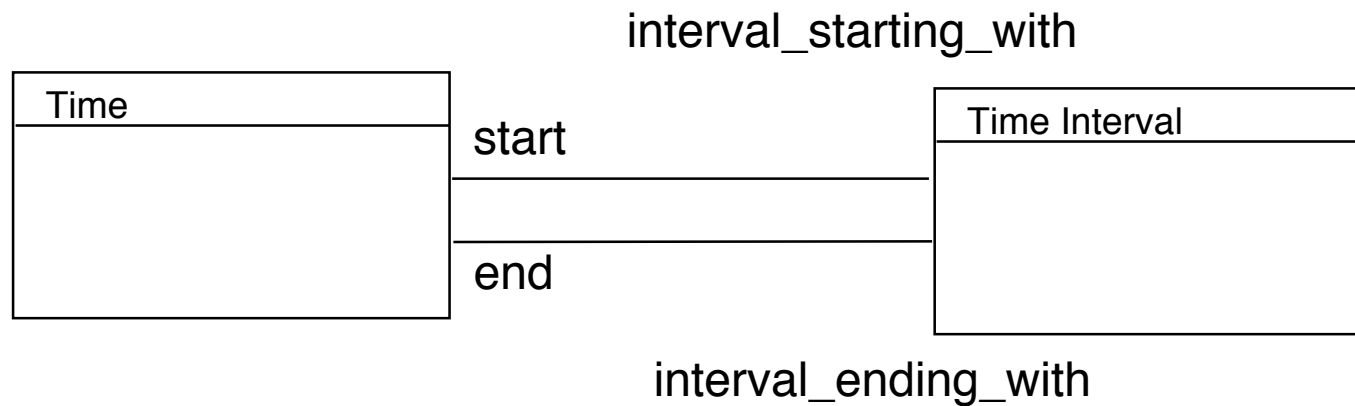 interval_starting_with
Time
Time Interval
start
end
interval_ending_with